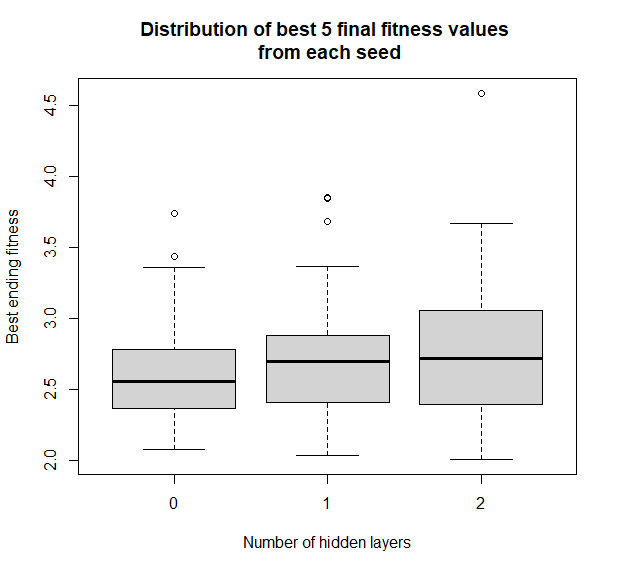 Distribution of best 5 final fitness values
from each seed
Best ending fitness
4.5
4.0
3.5
3.0
2.5
2.0
0
1
2
Number of hidden layers